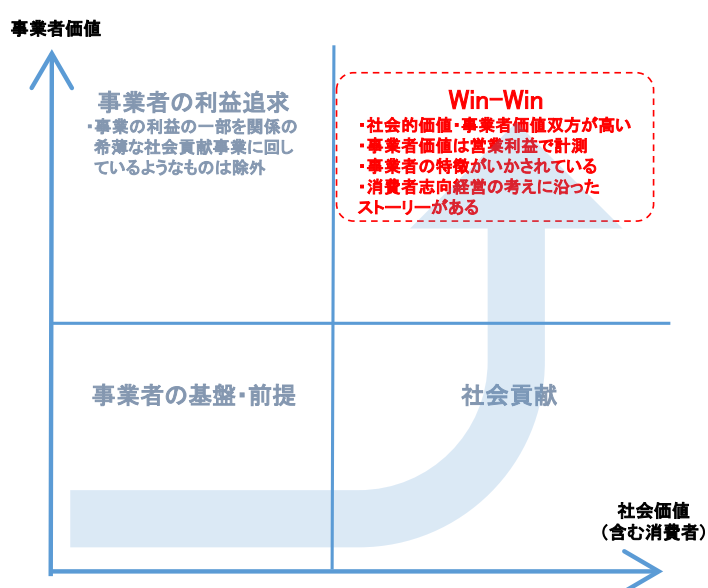 事業者価値
事業者の利益追求
・事業の利益の一部を関係の
希薄な社会貢献事業に回し
ているようなものは除外
Win-Win
・社会的価値・事業者価値双方が高い
・事業者価値は営業利益で計測
・事業者の特徴がいかされている
・消費者志向経営の考えに沿った
ストーリーがある
事業者の基盤・前提
社会貢献
社会価値
（含む消費者）